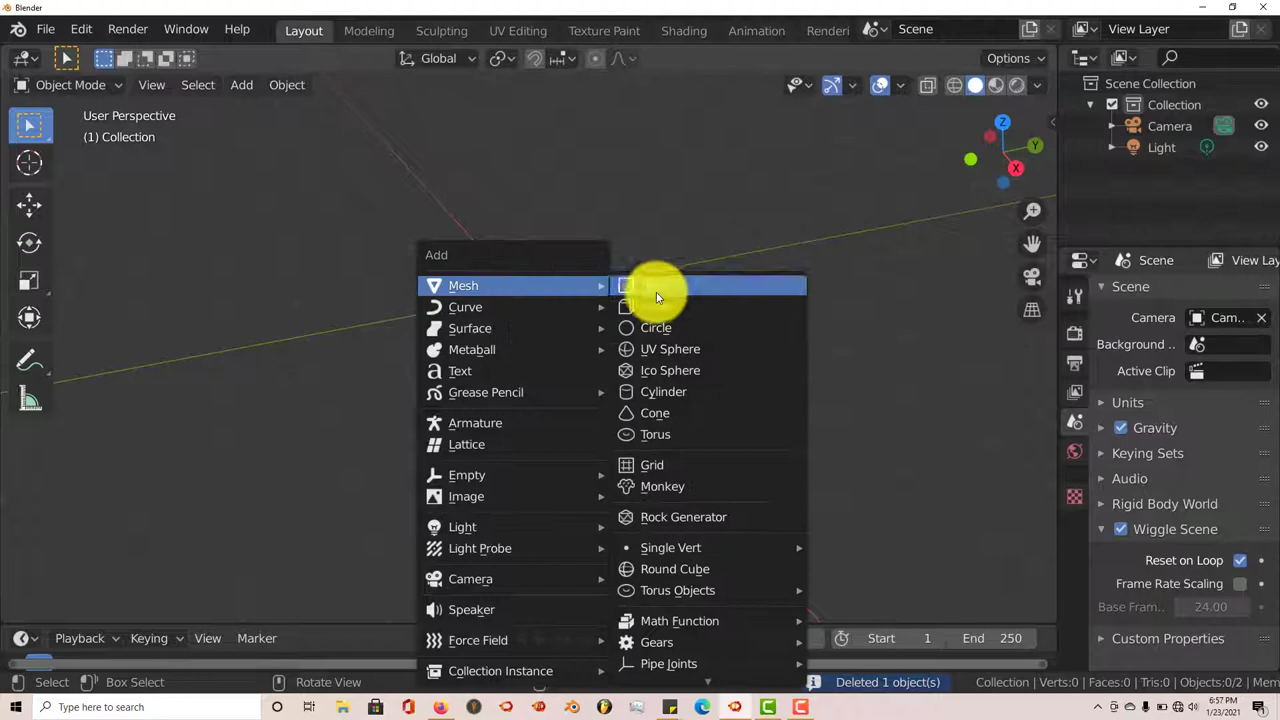 Blender
File Edit Render Window Help Layout Modeling Sculpting UV Editing Texture Paint Shading Animation Renderi Scene View Layer
Global Options
Object Mode View Select Add Object
User Perspective
(1) Collection
Scene Collection
Collection
Camera
Light
Z
Y
X
Add
Mesh
Curve
Surface
Metaball
Text
Grease Pencil
Armature
Lattice
Empty
Image
Light
Light Probe
Camera
Speaker
Force Field
Collection Instance
Circle
UV Sphere
Ico Sphere
Cylinder
Cone
Torus
Grid
Monkey
Rock Generator
Single Vert
Round Cube
Torus Objects
Math Function
Gears
Pipe Joints
Scene View Lay
Scene
Camera Cam..
Background ..
Active Clip
Units
Gravity
Keying Sets
Audio
Rigid Body World
Wiggle Scene
Reset on Loop
Frame Rate Scaling
Base Fram.. 24.00
Custom Properties
Playback Keying View Marker Start 1 End 250
Select Box Select Rotate View Deleted 1 object(s) Collection | Verts:0 | Faces:0 | Tris:0 | Objects:0/2 | Mem
Type here to search
6:57 PM
1/23/2021